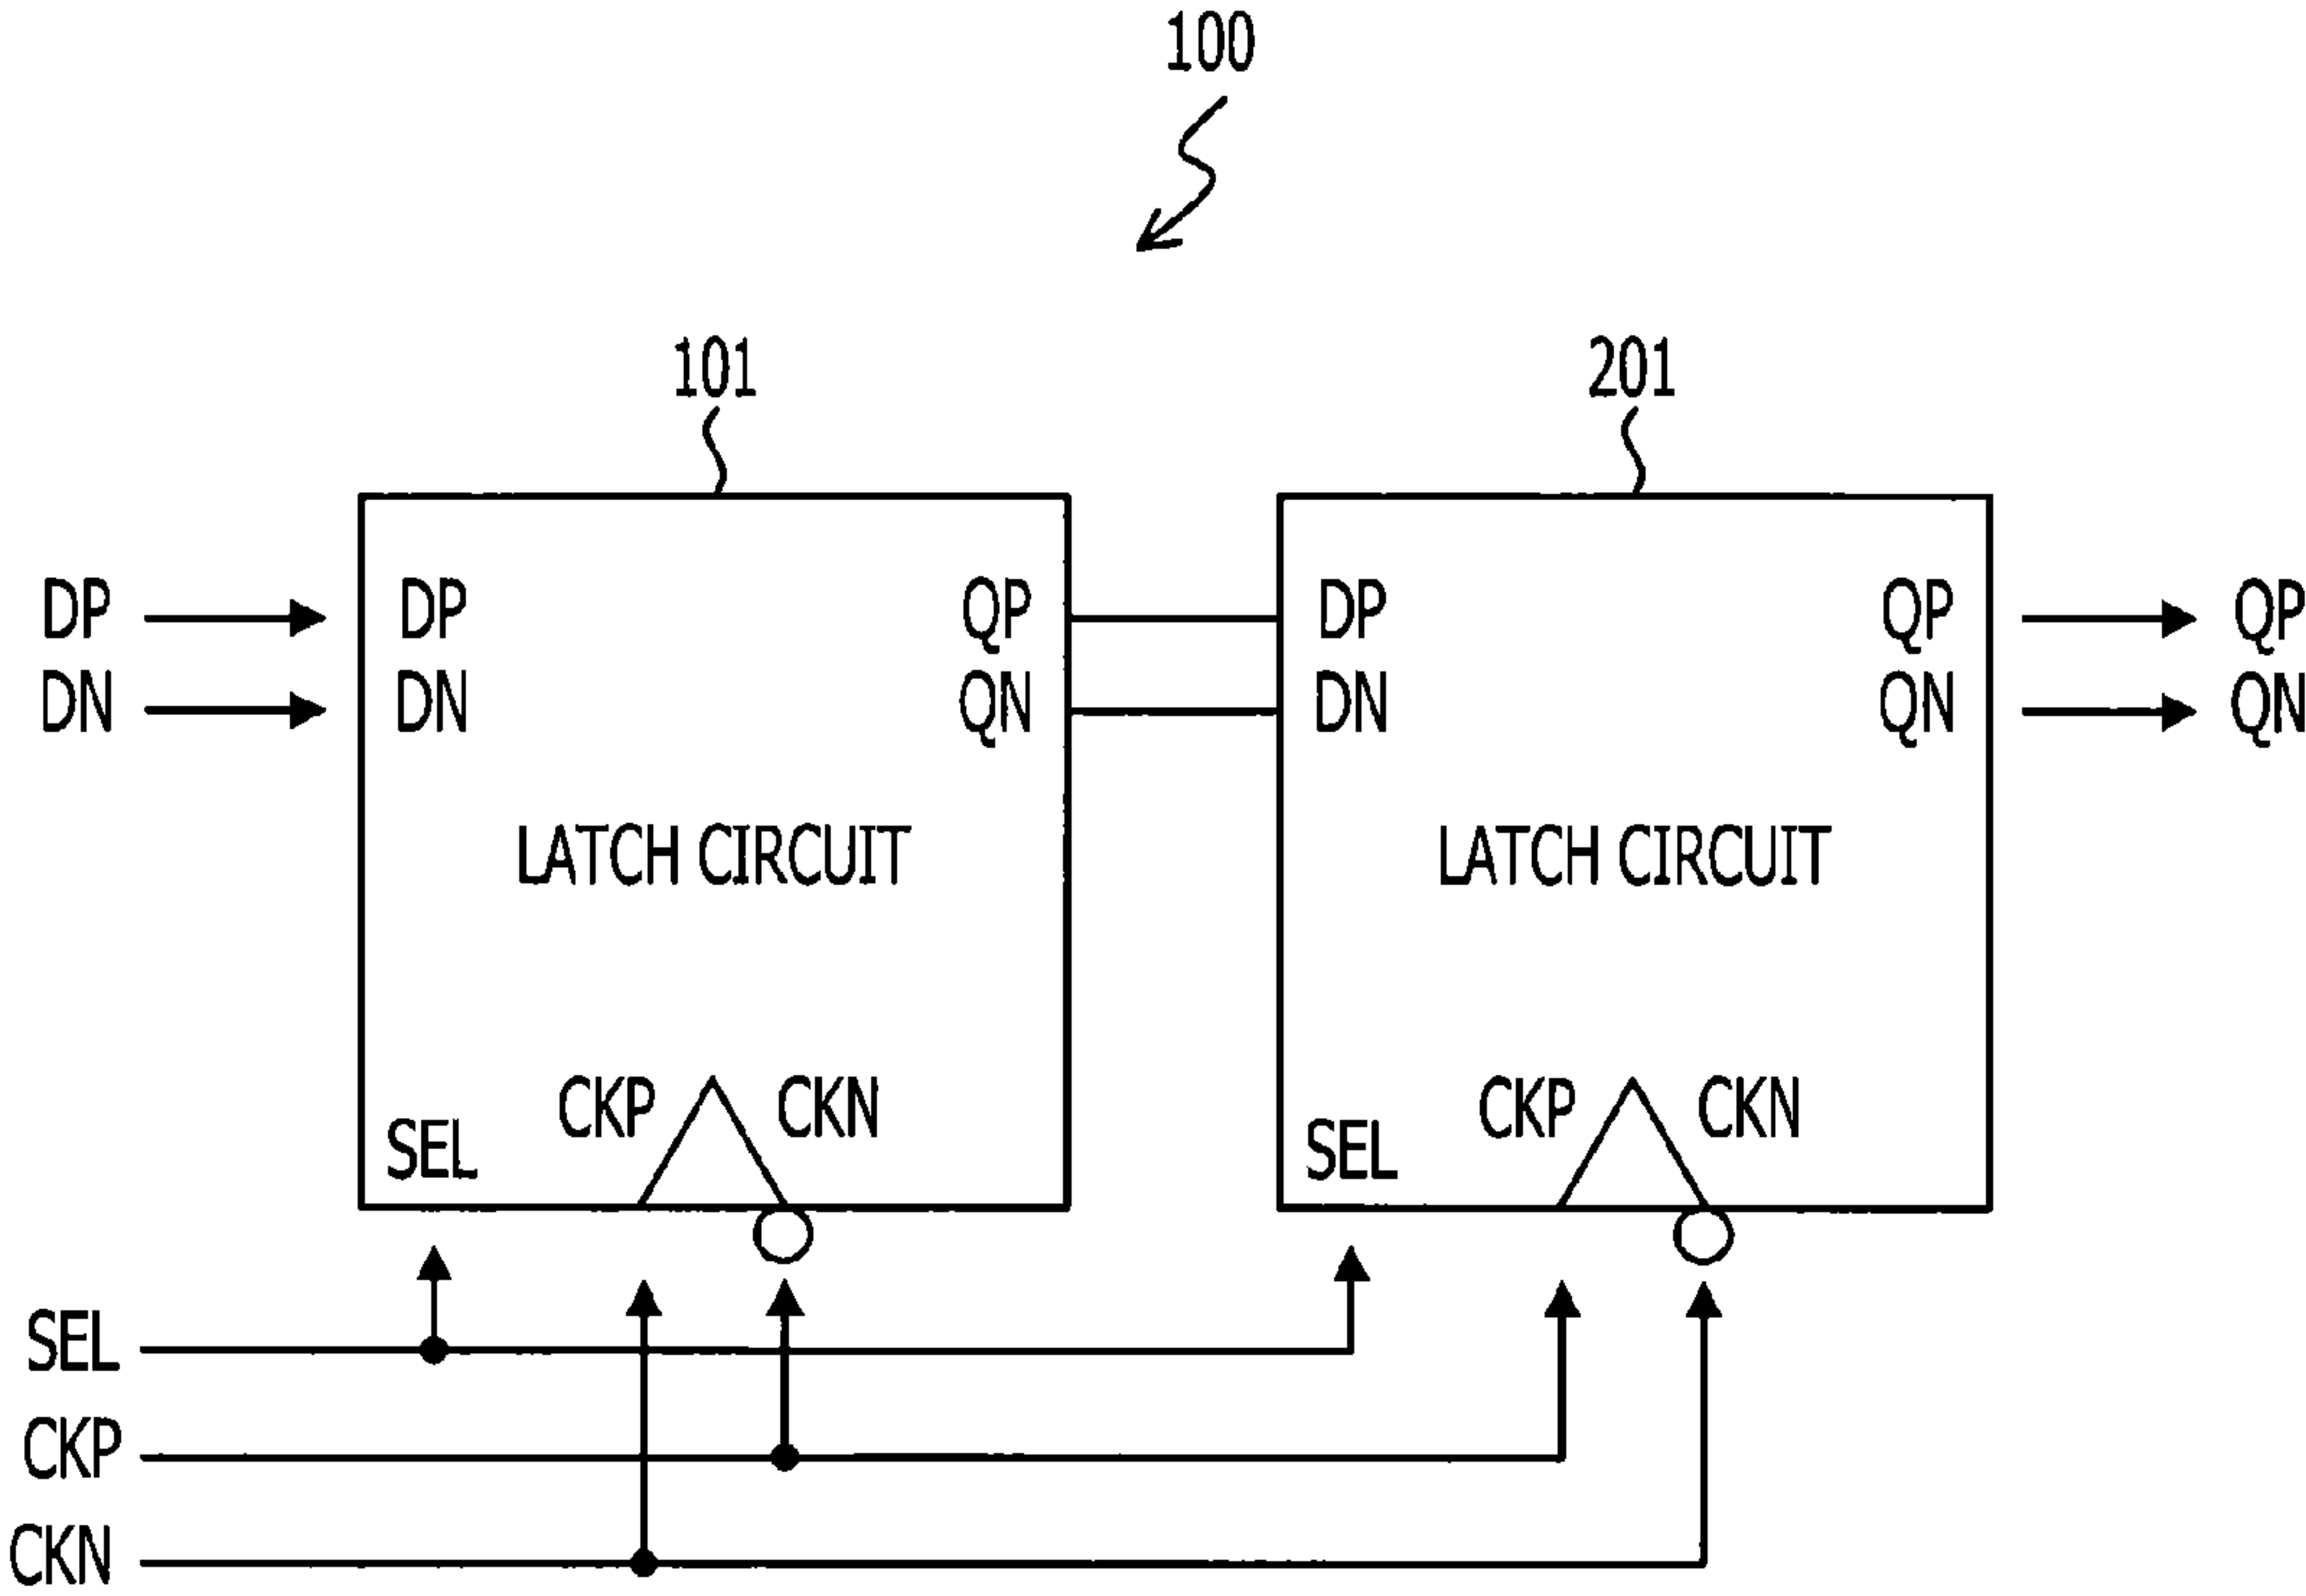 100
101
201
DP
DP
QP
DP
QP
QP
DN
DN
QN
DN
QN
QN
LATCH CIRCUIT
LATCH CIRCUIT
CKP
CKN
CKP
CKN
SEL
SEL
SEL
CKP
CKN